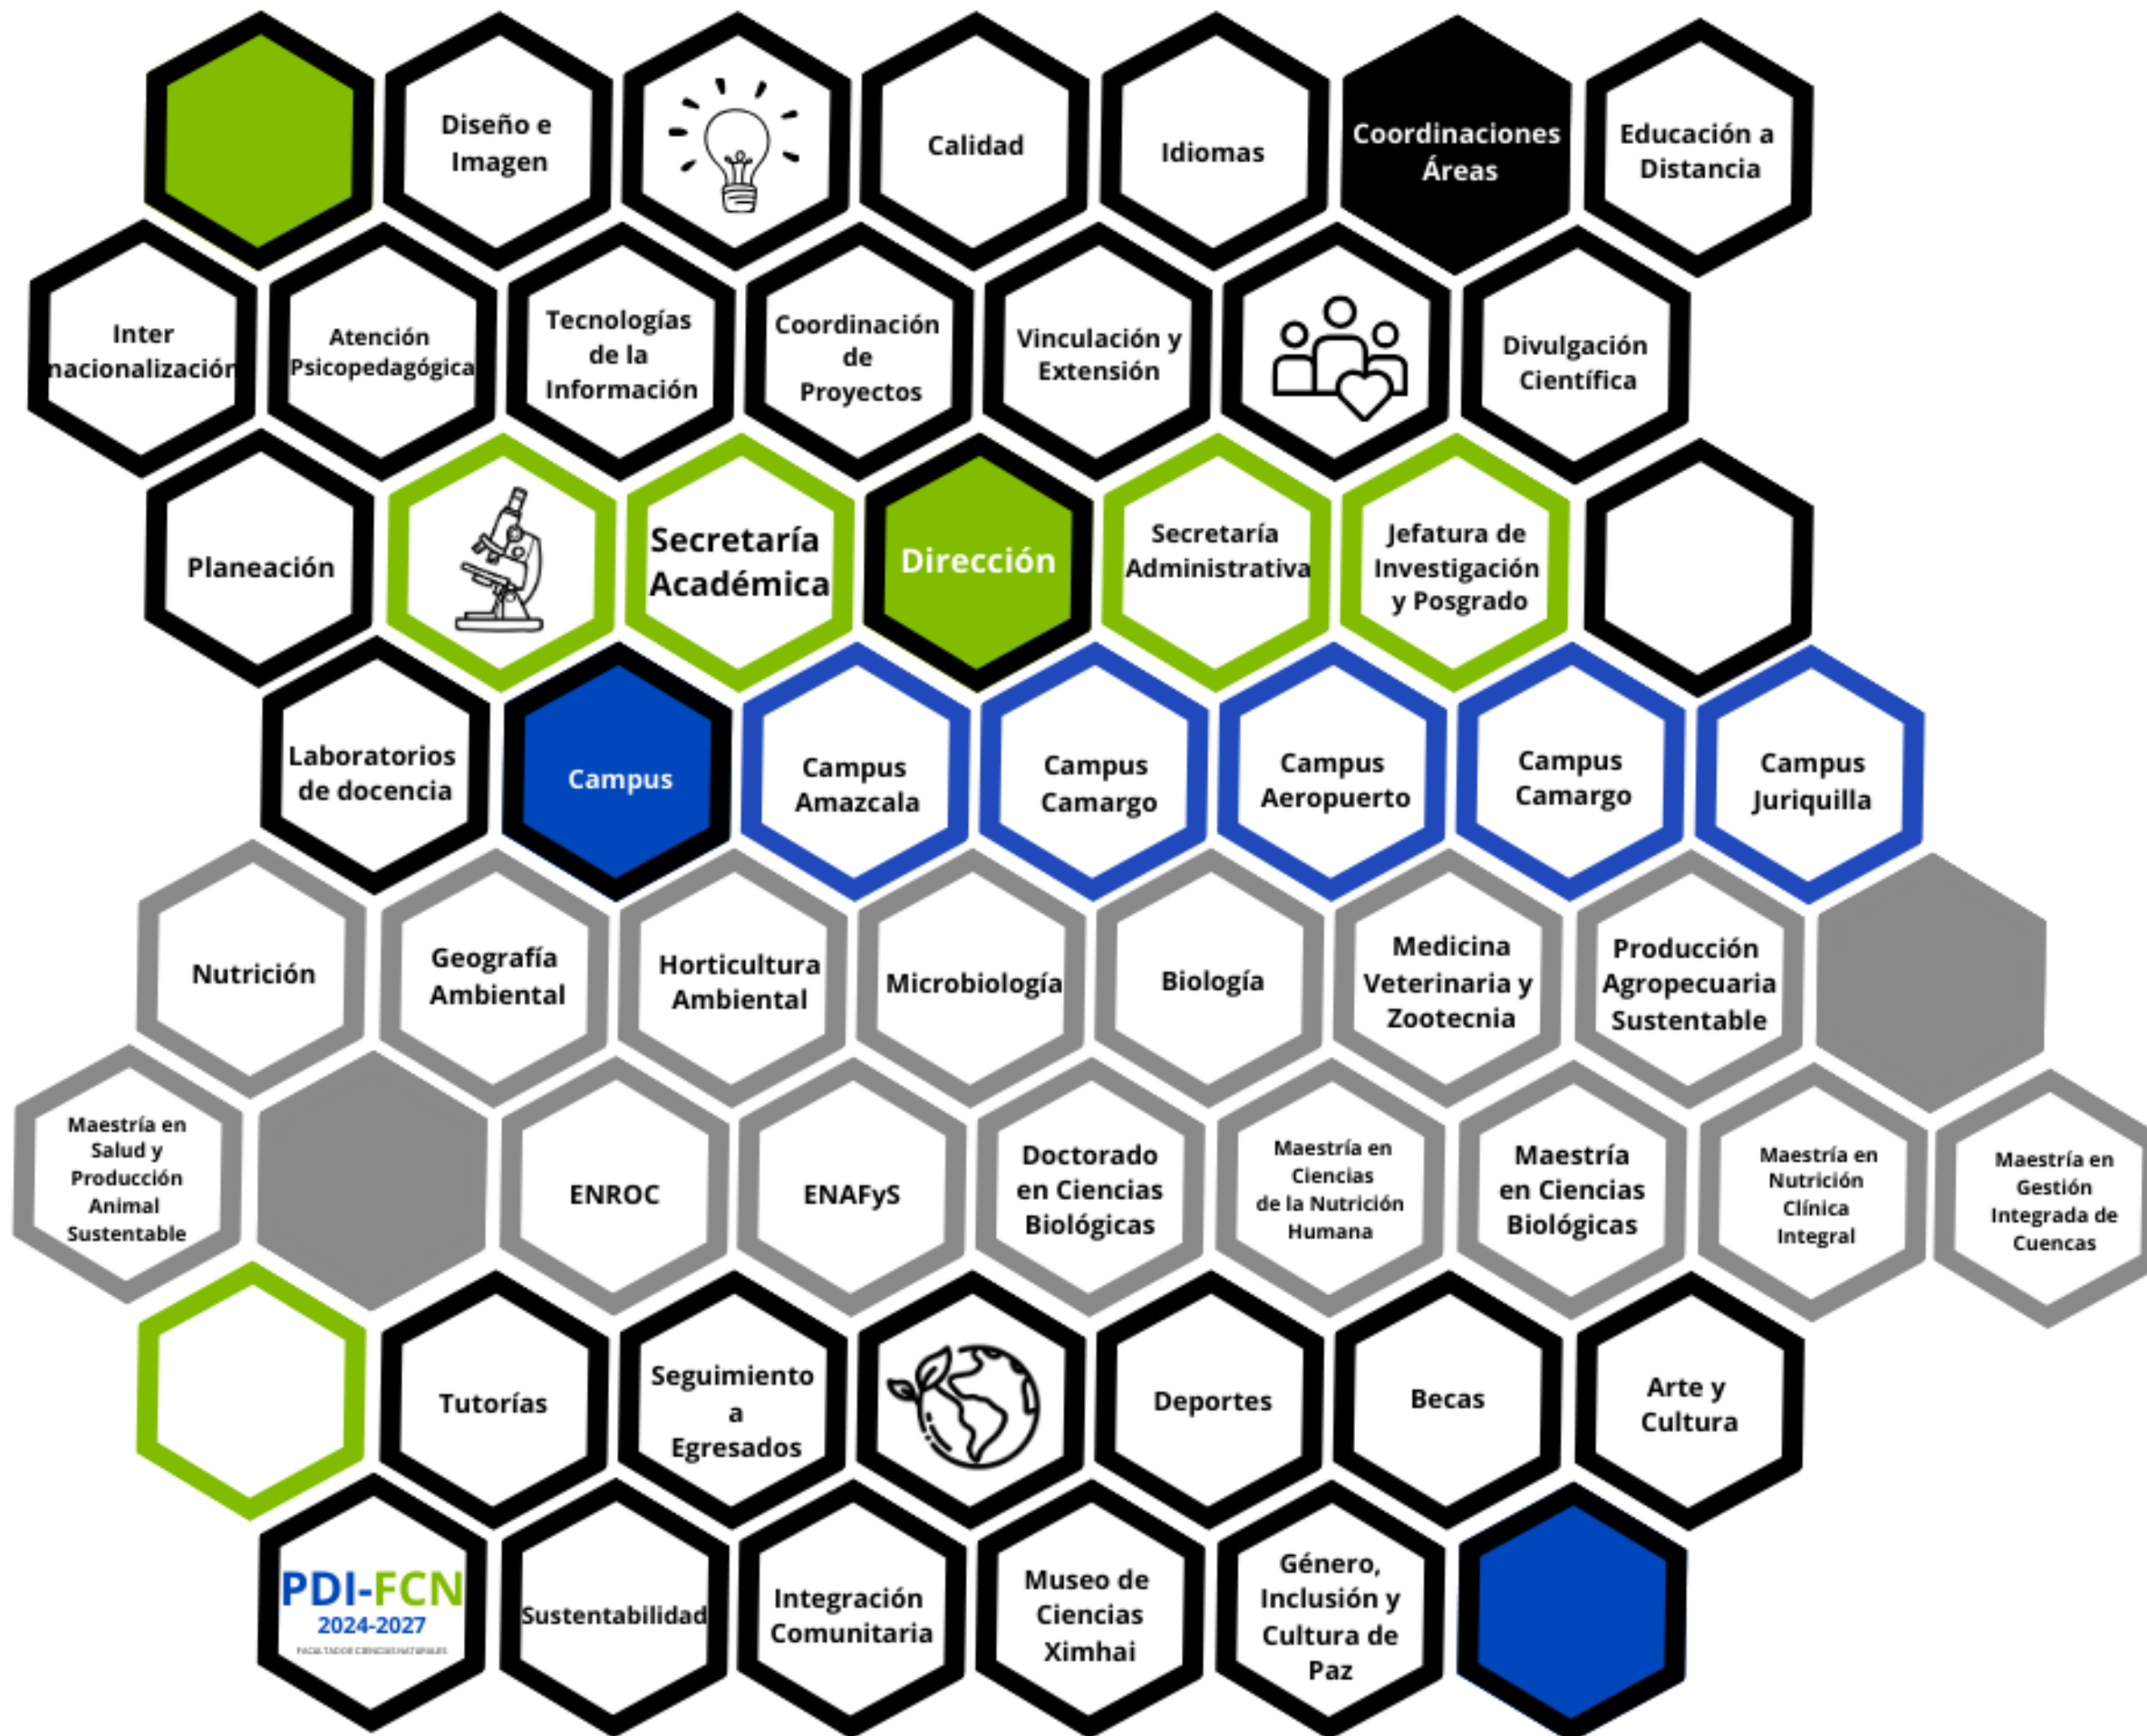 Diseño e
Imagen
Calidad
Idiomas
Coordinaciones
Áreas
Educación a
Distancia
Inter
nacionalización
Atención
Psicopedagógica
Tecnologías
de la
Información
Coordinación
de
Proyectos
Vinculación y
Extensión
Divulgación
Científica
Planeación
Secretaría
Académica
Dirección
Secretaría
Administrativa
Jefatura de
Investigación
y Posgrado
Laboratorios
de docencia
Campus
Campus
Amazcala
Campus
Camargo
Campus
Aeropuerto
Campus
Camargo
Campus
Juriquilla
Nutrición
Geografía
Ambiental
Horticultura
Ambiental
Microbiología
Biología
Medicina
Veterinaria y
Zootecnia
Producción
Agropecuaria
Sustentable
Maestría en
Salud y
Producción
Animal
Sustentable
ENROC
ENAFyS
Doctorado
en Ciencias
Biológicas
Maestría en
Ciencias
de la Nutrición
Humana
Maestría
en Ciencias
Biológicas
Maestría en
Nutrición
Clínica
Integral
Maestría en
Gestión
Integrada de
Cuencas
Tutorías
Seguimiento
a
Egresados
Deportes
Becas
Arte y
Cultura
PDI-FCN
2024-2027
FACULTAD DE CIENCIAS NATURALES
Sustentabilidad
Integración
Comunitaria
Museo de
Ciencias
Ximhai
Género,
Inclusión y
Cultura de
Paz